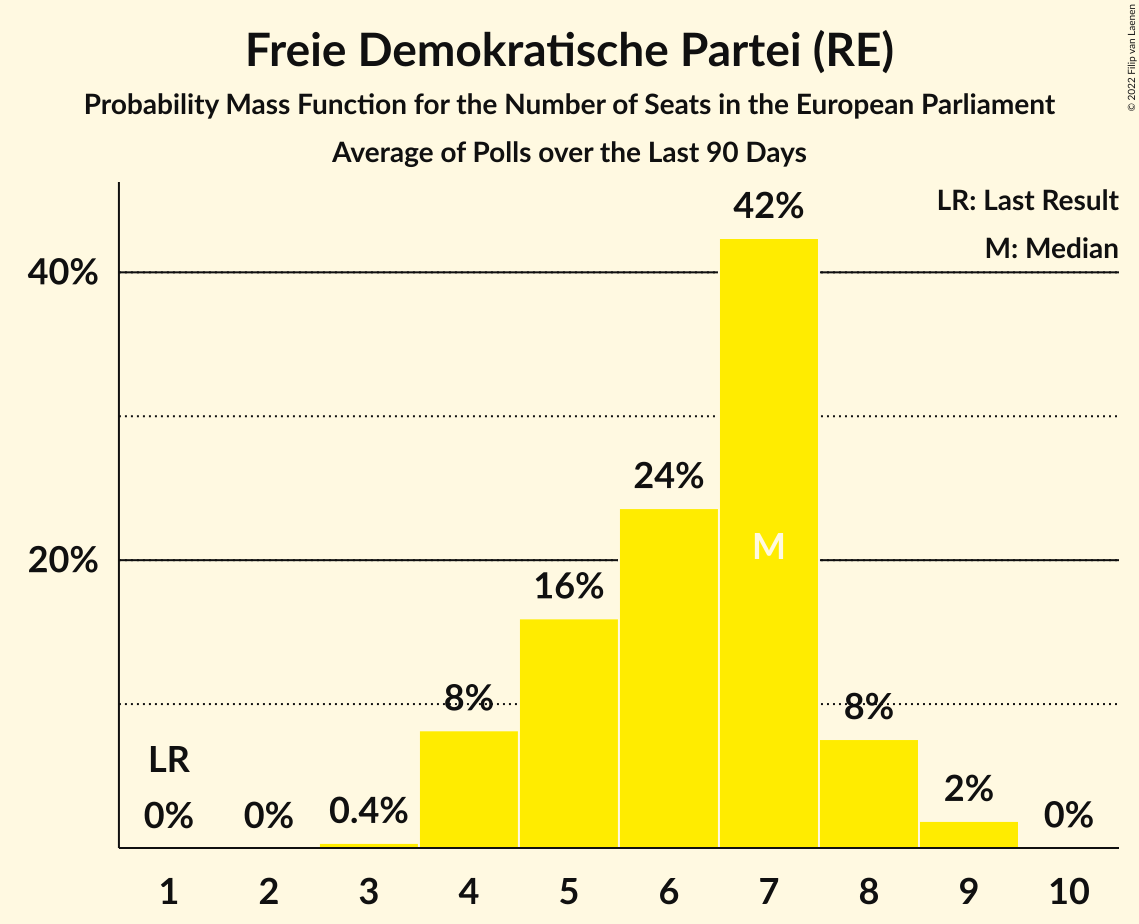 Freie Demokratische Partei (RE)
Probability Mass Function for the Number of Seats in the European Parliament
Average of Polls over the Last 90 Days
© 2022 Filip van Laenen
LR: Last Result
M: Median
42%
40%
24%
M
20%
16%
8%
8%
LR
2%
0%
0%
0.4%
0%
1
2
3
4
5
6
7
8
9
10